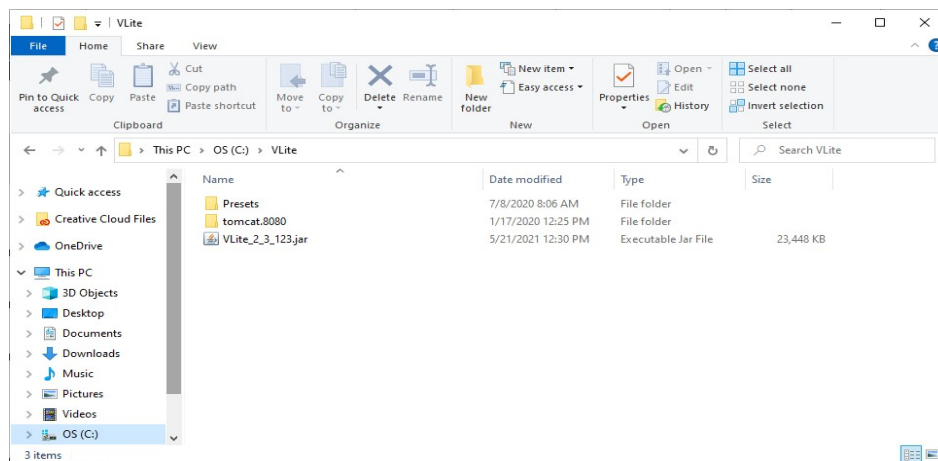 VLite
File Home Share View
Pin to Quick access
Copy
Paste
Cut
Copy path
Paste shortcut
Clipboard
Move to
Copy to
Delete
Rename
Organize
New folder
New item
Easy access
New
Properties
Open
Edit
History
Open
Select all
Select none
Invert selection
Select
This PC > OS (C:) > VLite
Search VLite
Quick access
Creative Cloud Files
OneDrive
This PC
3D Objects
Desktop
Documents
Downloads
Music
Pictures
Videos
OS (C:)
Name Date modified Type Size
Presets 7/8/2020 8:06 AM File folder
tomcat.8080 1/17/2020 12:25 PM File folder
VLite_2_3_123.jar 5/21/2021 12:30 PM Executable Jar File 23,448 KB
3 items